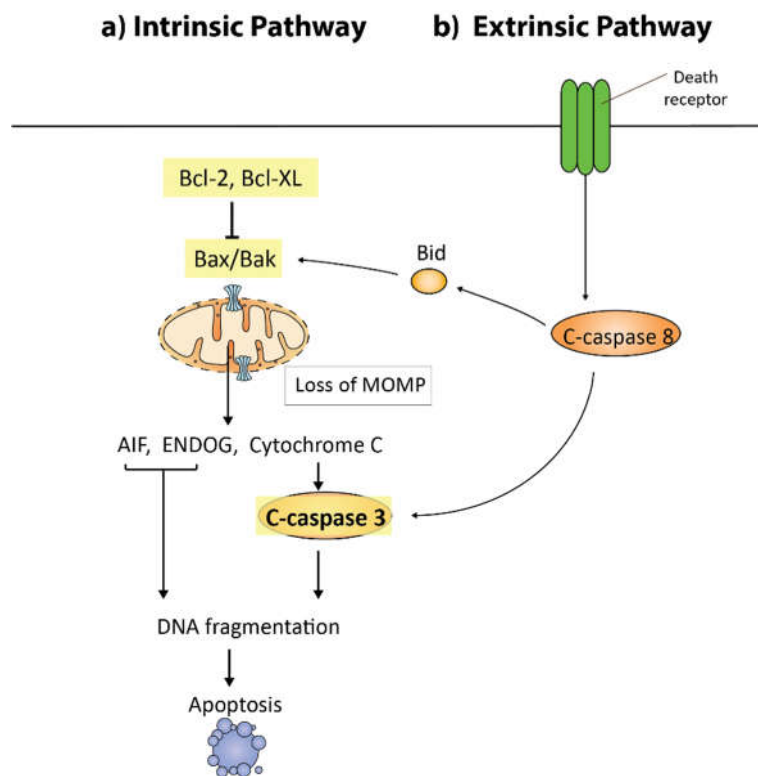 a) Intrinsic Pathway
b) Extrinsic Pathway
Death
receptor
Bcl-2, Bcl-XL
Bax/Bak
Bid
C-caspase 8
Loss of MOMP
AIF, ENDOG, Cytochrome C
C-caspase 3
DNA fragmentation
Apoptosis